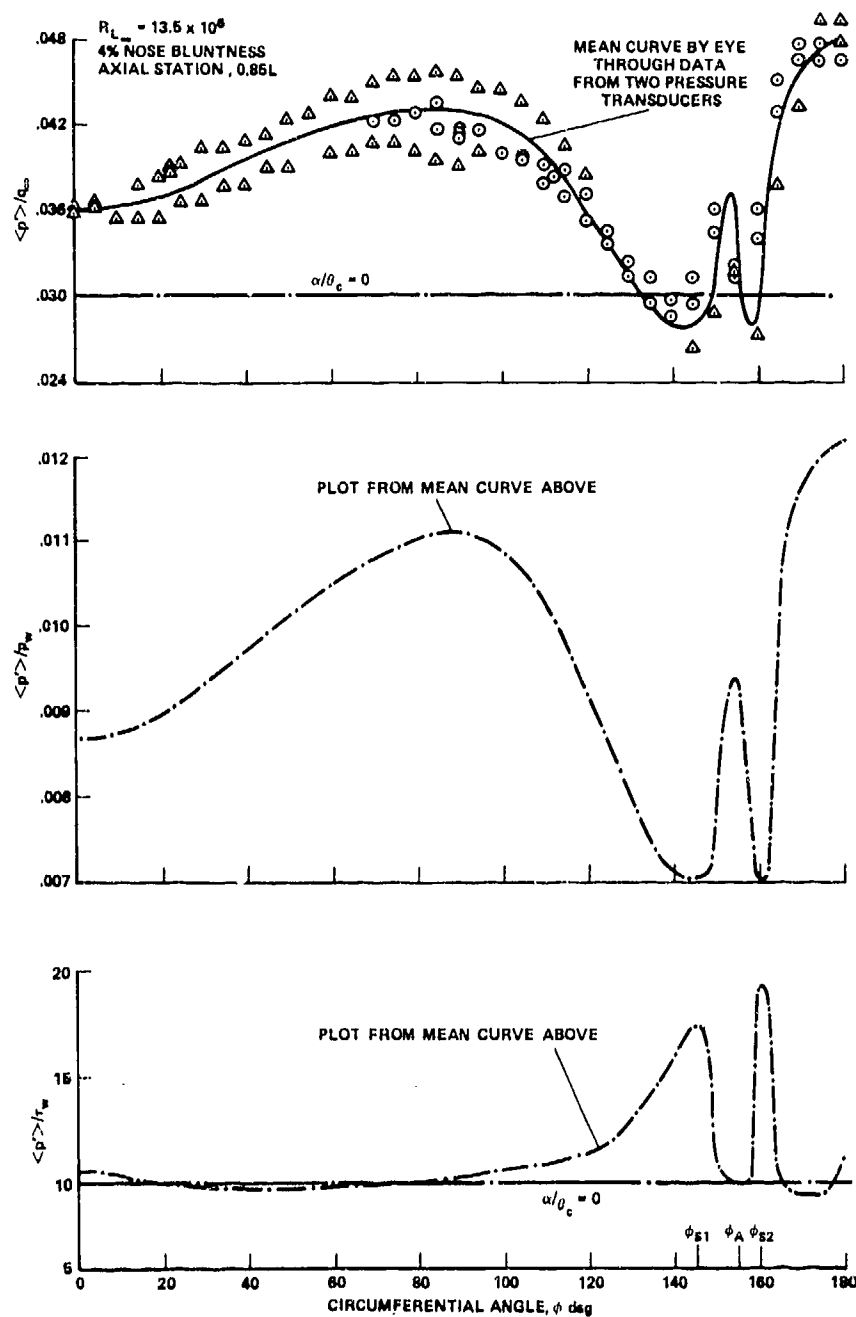 R_L∞ = 13.5 x 10^6
4% NOSE BLUNTNESS
AXIAL STATION, 0.85L
MEAN CURVE BY EYE
THROUGH DATA
FROM TWO PRESSURE
TRANSDUCERS
.048
.042
.036
.030
.024
<p'>/q∞
α/θc = 0
.012
.011
.010
.009
.008
.007
<p'>/pw
PLOT FROM MEAN CURVE ABOVE
20
15
10
5
<p'>/τw
PLOT FROM MEAN CURVE ABOVE
α/θc = 0
φS1 φA φS2
0 20 40 60 80 100 120 140 160 180
CIRCUMFERENTIAL ANGLE, φ deg